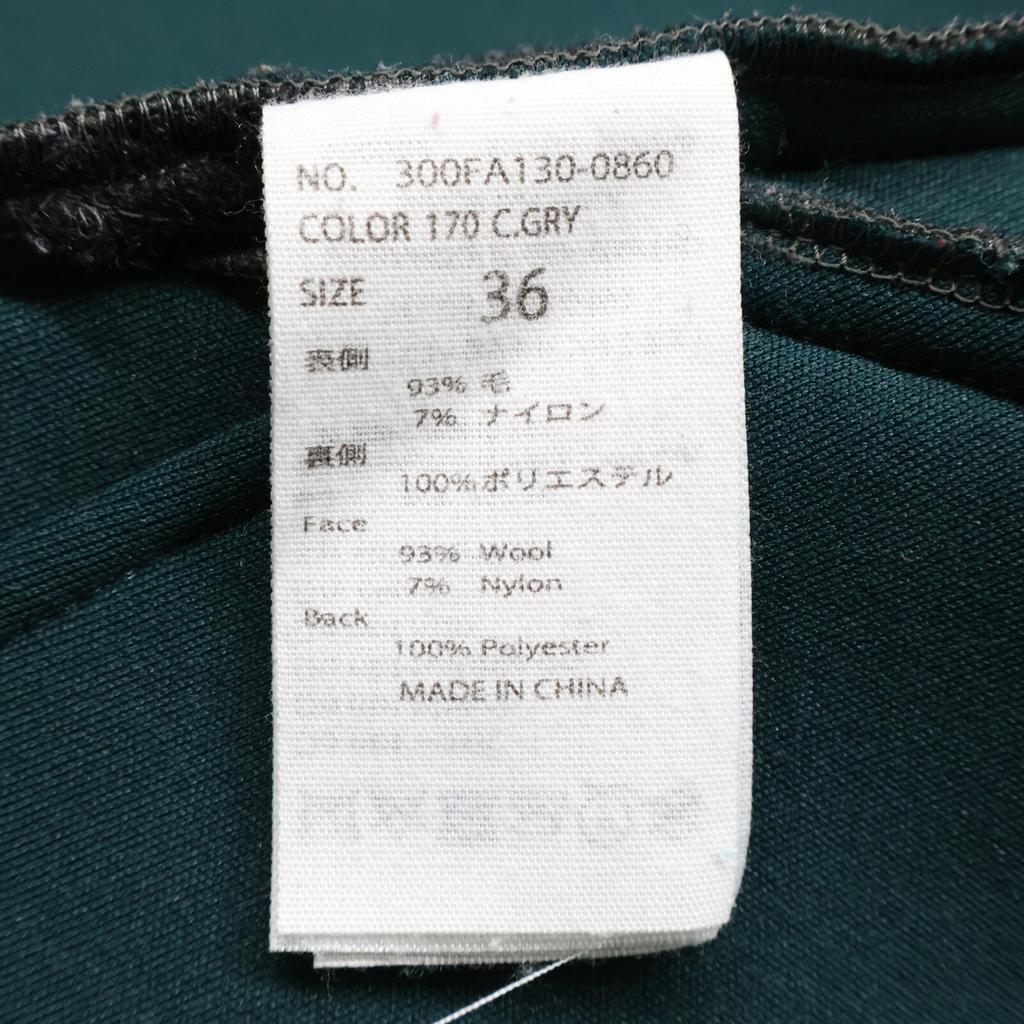 NO. 300FA130-0860
COLOR 170 C.GRY
SIZE 36
表側
93% 毛
7% ナイロン
裏側
100% ポリエステル
Face
93% Wool
7% Nylon
Back
100% Polyester
MADE IN CHINA